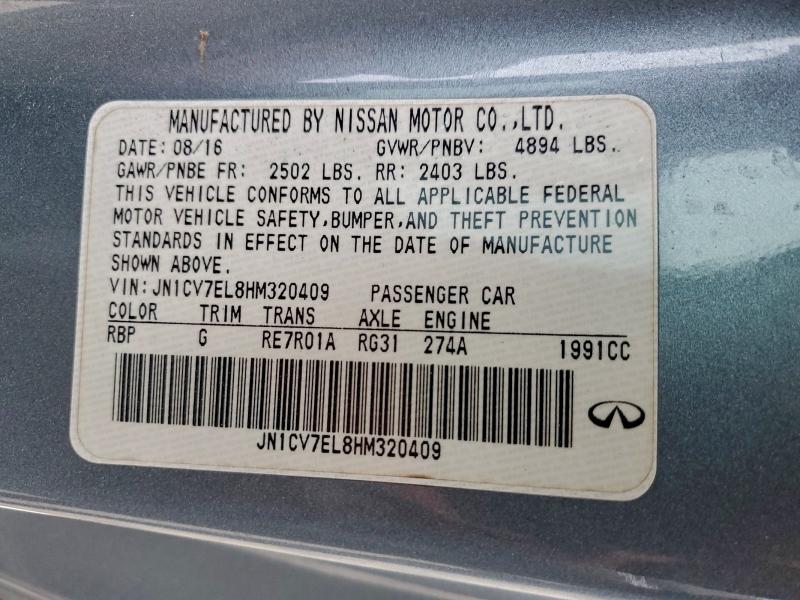 MANUFACTURED BY NISSAN MOTOR CO.,LTD.
DATE: 08/16 GVWR/PNBV: 4894 LBS.
GAWR/PNBE FR: 2502 LBS. RR: 2403 LBS.
THIS VEHICLE CONFORMS TO ALL APPLICABLE FEDERAL
MOTOR VEHICLE SAFETY,BUMPER,AND THEFT PREVENTION
STANDARDS IN EFFECT ON THE DATE OF MANUFACTURE
SHOWN ABOVE.
VIN:JN1CV7EL8HM320409 PASSENGER CAR
COLOR TRIM TRANS AXLE ENGINE
RBP G RE7R01A RG31 274A 1991CC
JN1CV7EL8HM320409